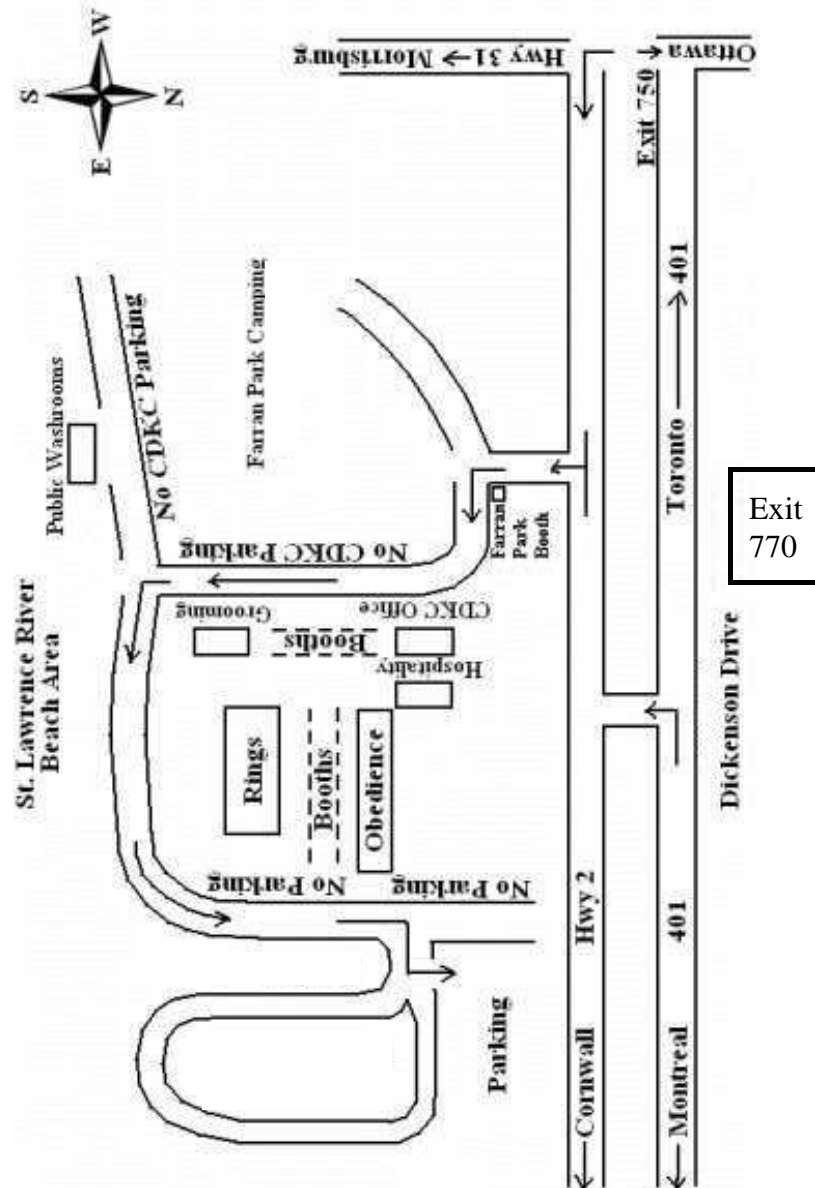 W
S
N
E
Hwy 31 → Morrisburg
Ottawa
Exit 750
Toronto → 401
Exit
770
Public Washrooms
No CDKC Parking
Farran Park Camping
Farran
Park
Booth
No CDKC Parking
Grooming
CDKC Office
Booths
Hospitality
St. Lawrence River
Beach Area
Rings
Booths
Obedience
No Parking
No Parking
Parking
← Cornwall
Hwy 2
← Montreal
401
Dickenson Drive